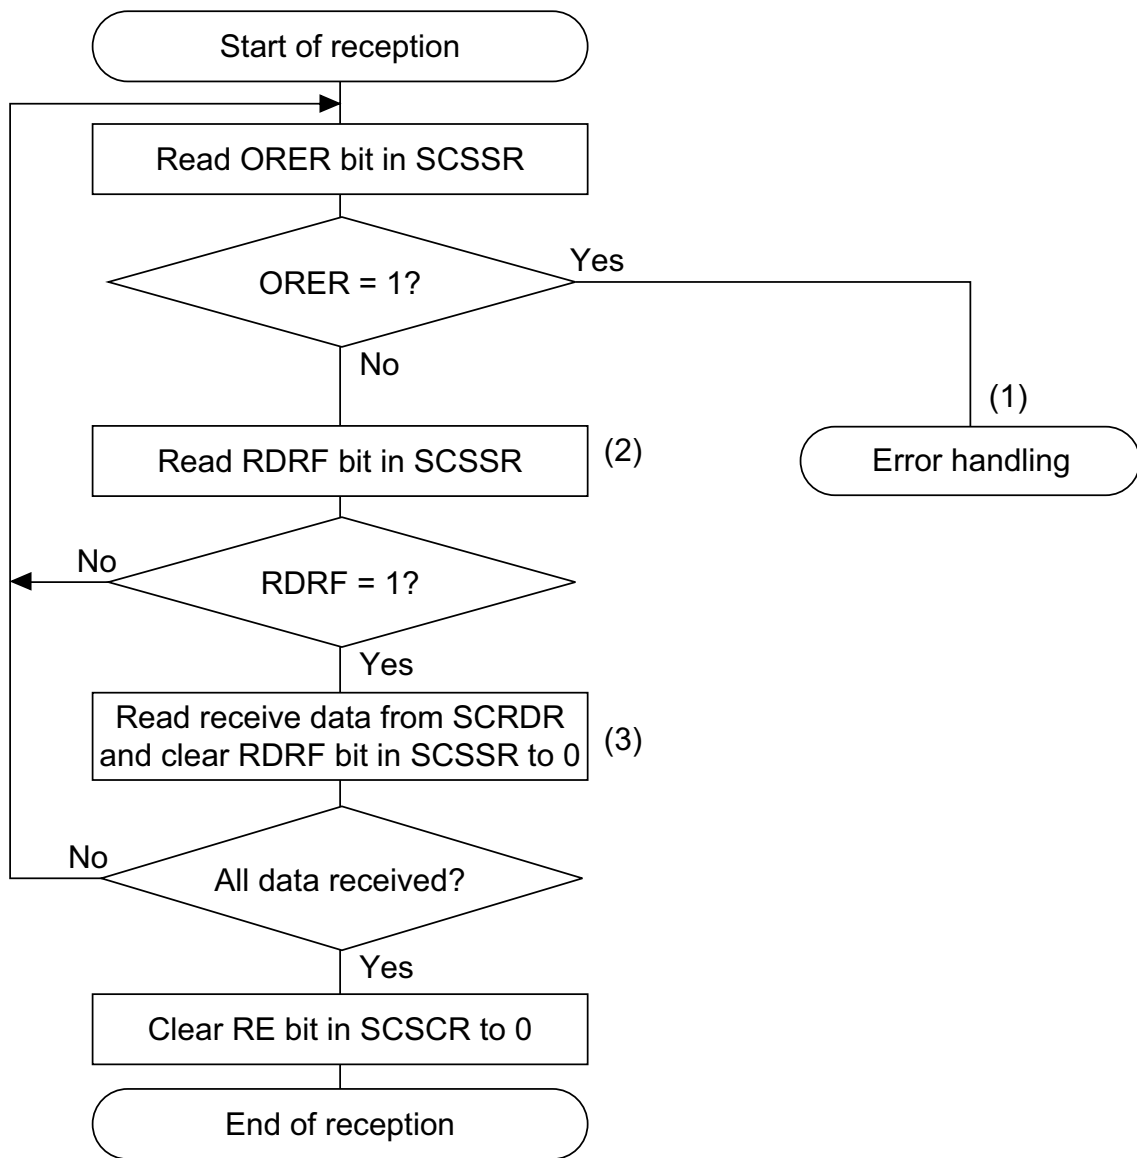 Start of reception
Read ORER bit in SCSSR
ORER = 1?
Yes
No
(1)
Error handling
Read RDRF bit in SCSSR
(2)
No
RDRF = 1?
Yes
Read receive data from SCRDR
and clear RDRF bit in SCSSR to 0
(3)
No
All data received?
Yes
Clear RE bit in SCSCR to 0
End of reception